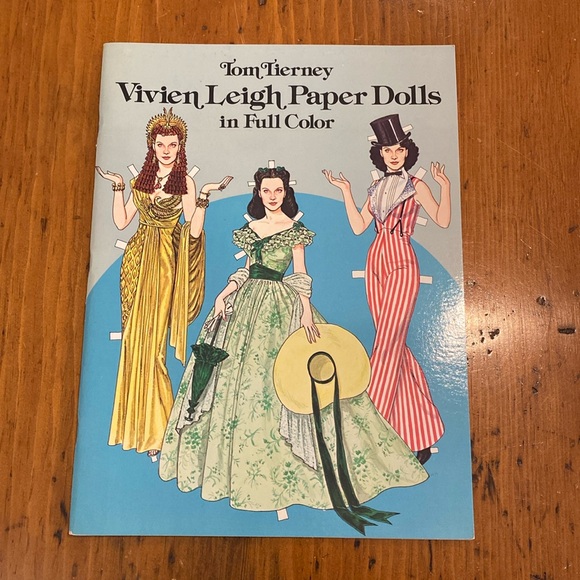 Tom Tierney
Vivien Leigh Paper Dolls
in Full Color